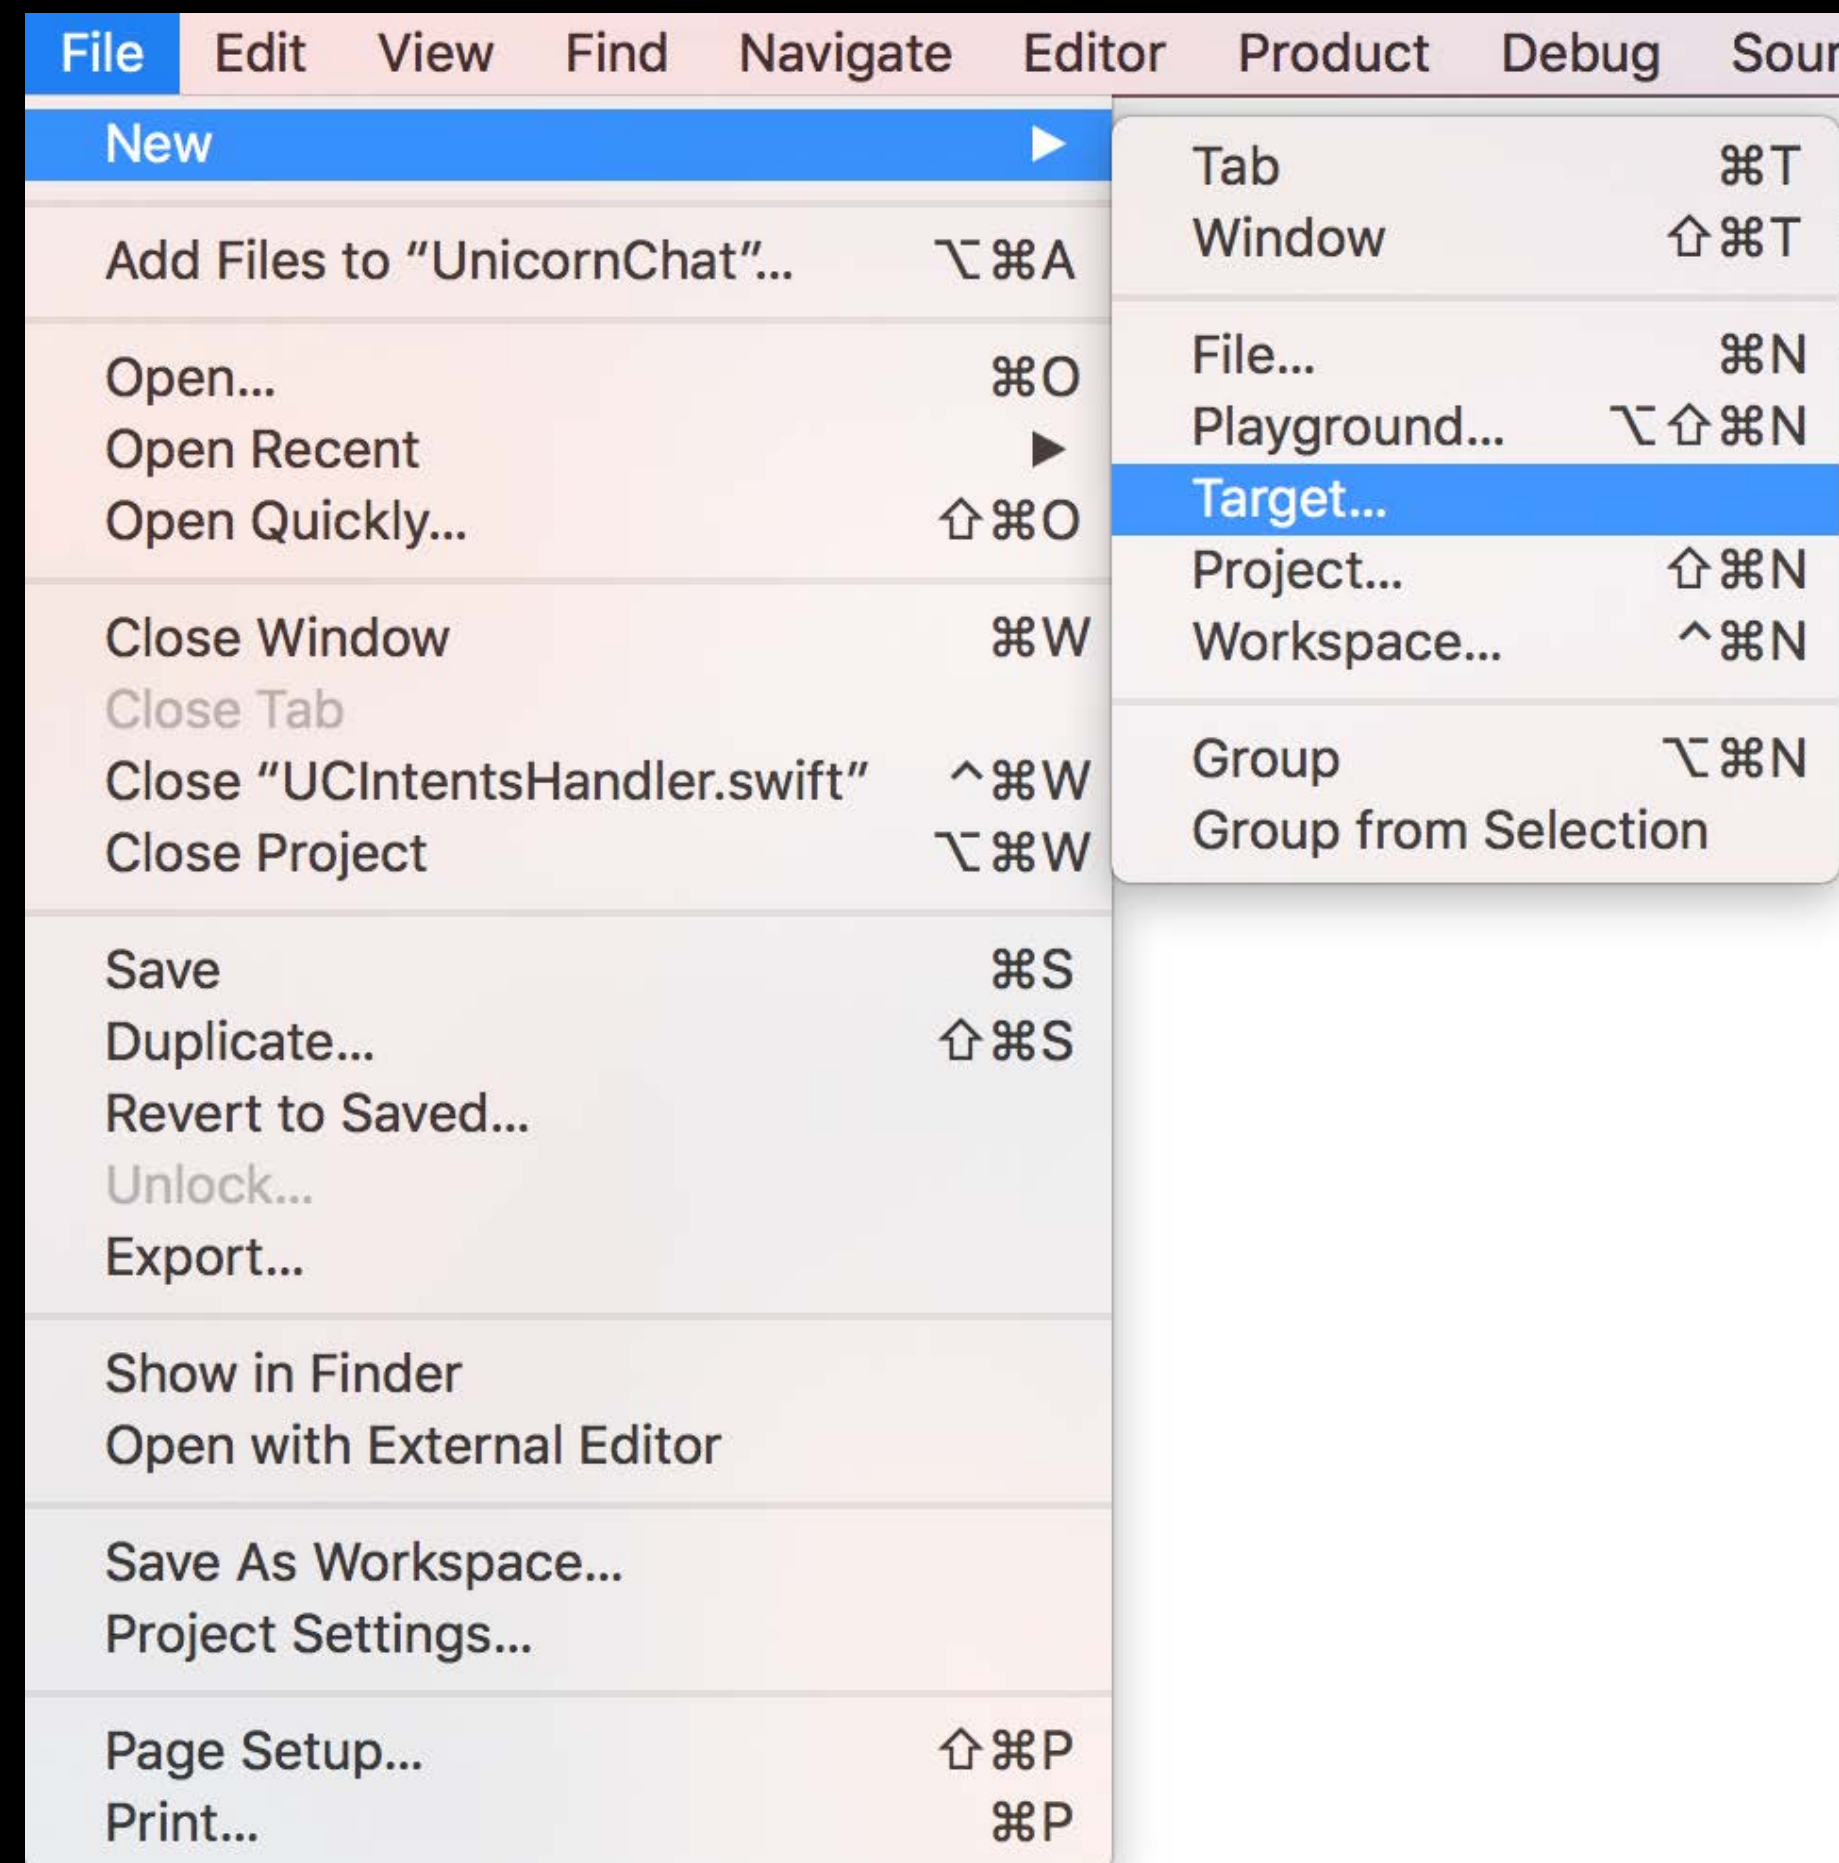 File Edit View Find Navigate Editor Product Debug
New ▶
Add Files to “UnicornChat”... ⌥⌘A
Open... ⌘O
Open Recent ▶
Open Quickly... ⇧⌘O
Close Window ⌘W
Close Tab
Close “UCIntentsHandler.swift” ^⌘W
Close Project ⌥⌘W
Save ⌘S
Duplicate... ⇧⌘S
Revert to Saved...
Unlock...
Export...
Show in Finder
Open with External Editor
Save As Workspace...
Project Settings...
Page Setup... ⇧⌘P
Print... ⌘P
Tab ⌘T
Window ⇧⌘T
File... ⌘N
Playground... ⌥⇧⌘N
Target...
Project... ⇧⌘N
Workspace... ^⌘N
Group ⌥⌘N
Group from Selection